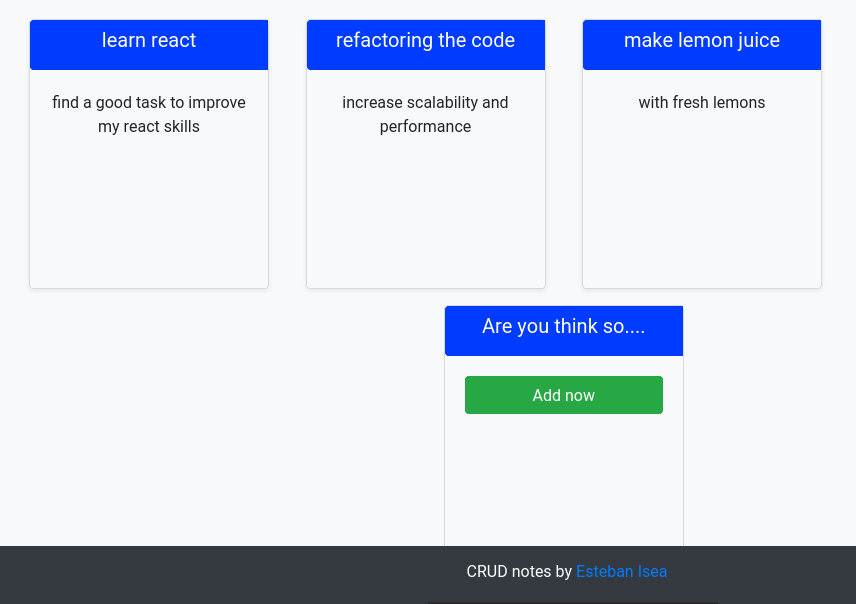 learn react
find a good task to improve
my react skills
refactoring the code
increase scalability and
performance
make lemon juice
with fresh lemons
Are you think so....
Add now
CRUD notes by Esteban Isea